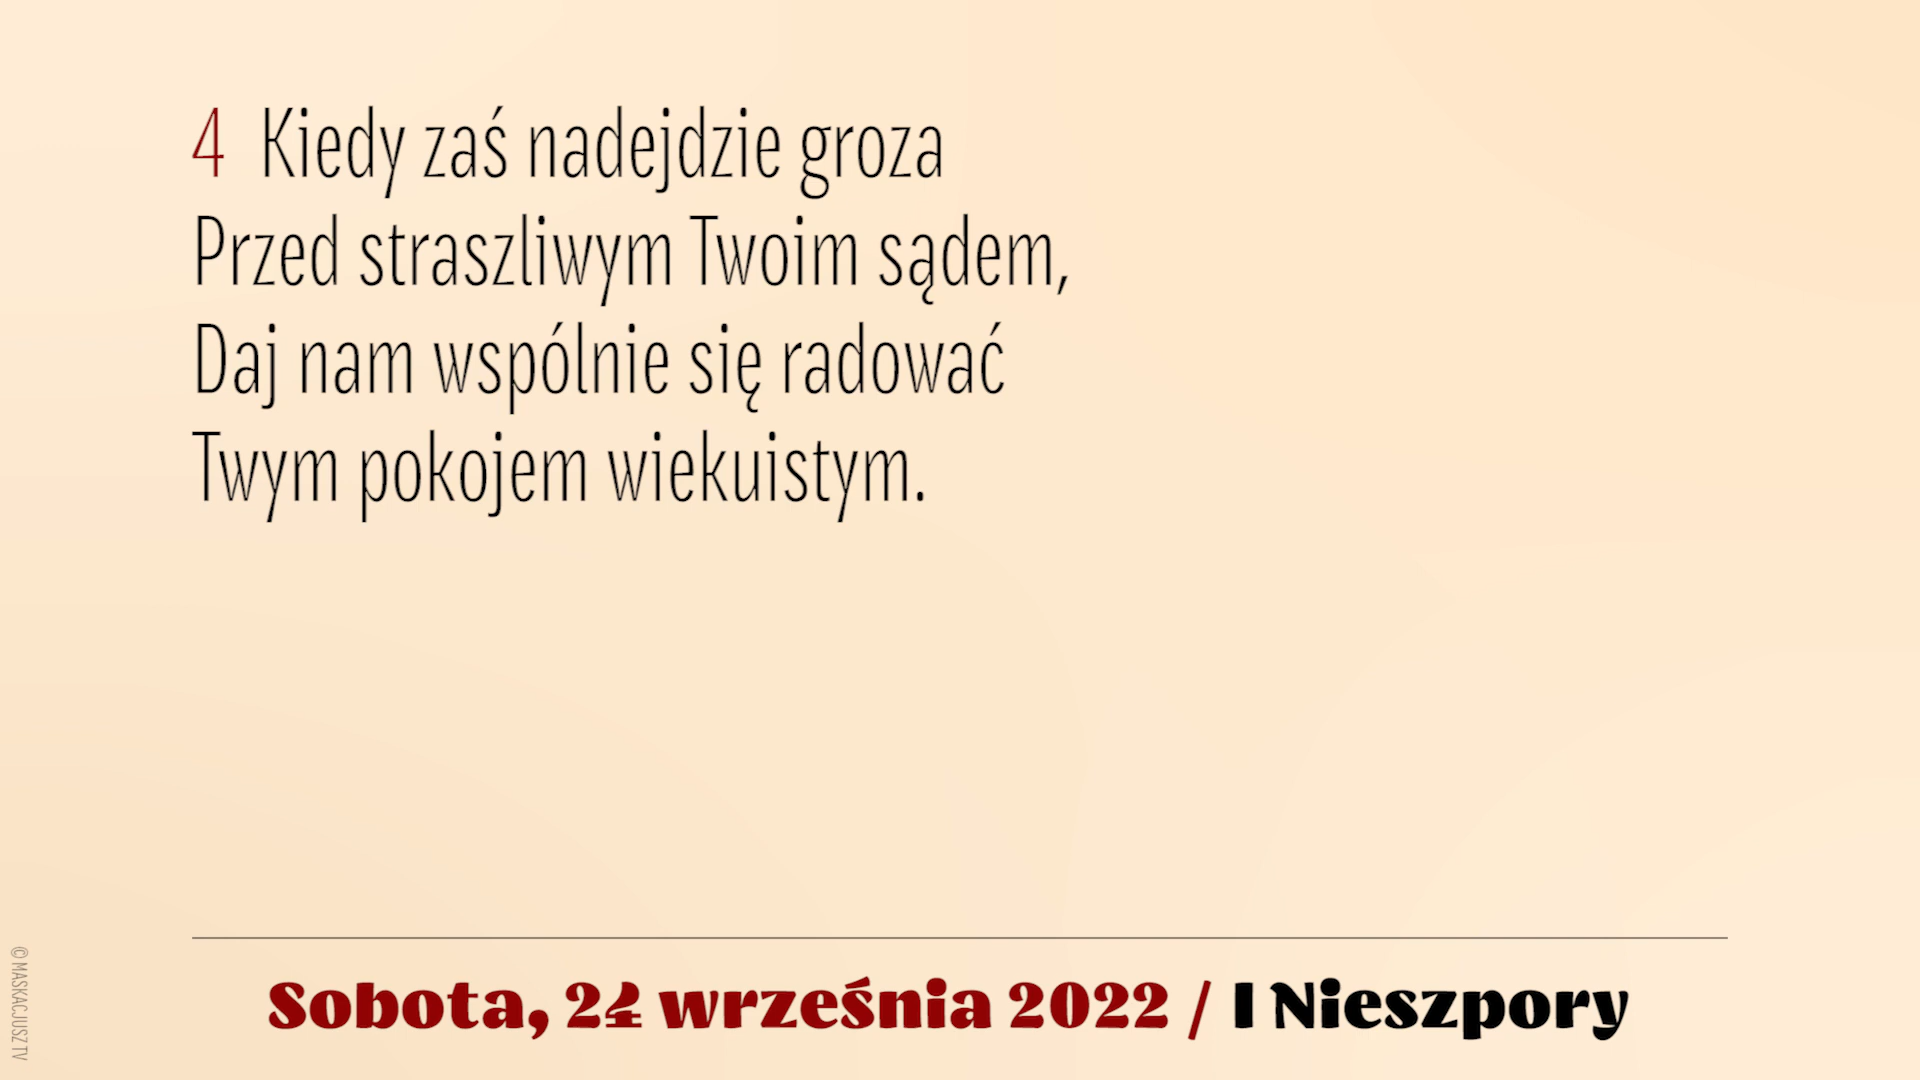 4 Kiedy zaś nadejdzie groza
Przed straszliwym Twoim sądem,
Daj nam wspólnie się radować
Twym pokojem wiekuistym.
Sobota, 24 września 2022 / I Nieszpory
© MASKACJUSZ TV